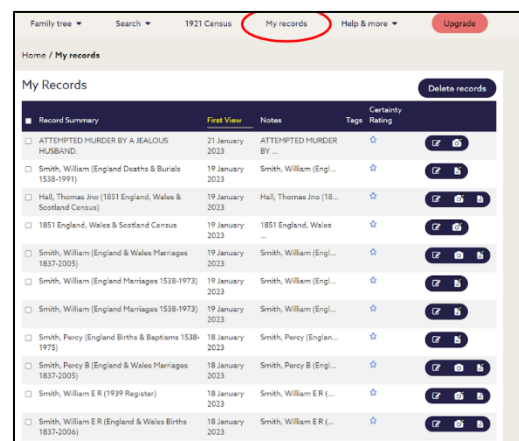 Family tree Search 1921 Census My records Help & more Upgrade
Home / My records
My Records Delete records
Record Summary First View Notes Tags Certainty Rating
ATTEMPTED MURDER BY A JEALOUS 21 January ATTEMPTED MURDER
HUSBAND. 2023 BY ...
Smith, William (England Deaths & Burials 19 January Smith, William (Engl...
1538-1991) 2023
Hall, Thomas Jno (1851 England, Wales & 19 January Hall, Thomas Jno (18...
Scotland Census) 2023
1851 England, Wales & Scotland Census 19 January 1851 England, Wales
2023 ...
Smith, William (England & Wales Marriages 19 January Smith, William (Engl...
1837-2005) 2023
Smith, William (England Marriages 1538-1973) 19 January Smith, William (Engl...
2023
Smith, William (England Marriages 1538-1973) 19 January Smith, William (Engl...
2023
Smith, Percy (England Births & Baptisms 1538- 18 January Smith, Percy (Englan...
1975) 2023
Smith, Percy B (England & Wales Marriages 18 January Smith, Percy B (Engl...
1837-2005) 2023
Smith, William E R (1939 Register) 18 January Smith, William E R (...
2023
Smith, William E R (England & Wales Births 18 January Smith, William E R (...
1837-2006) 2023